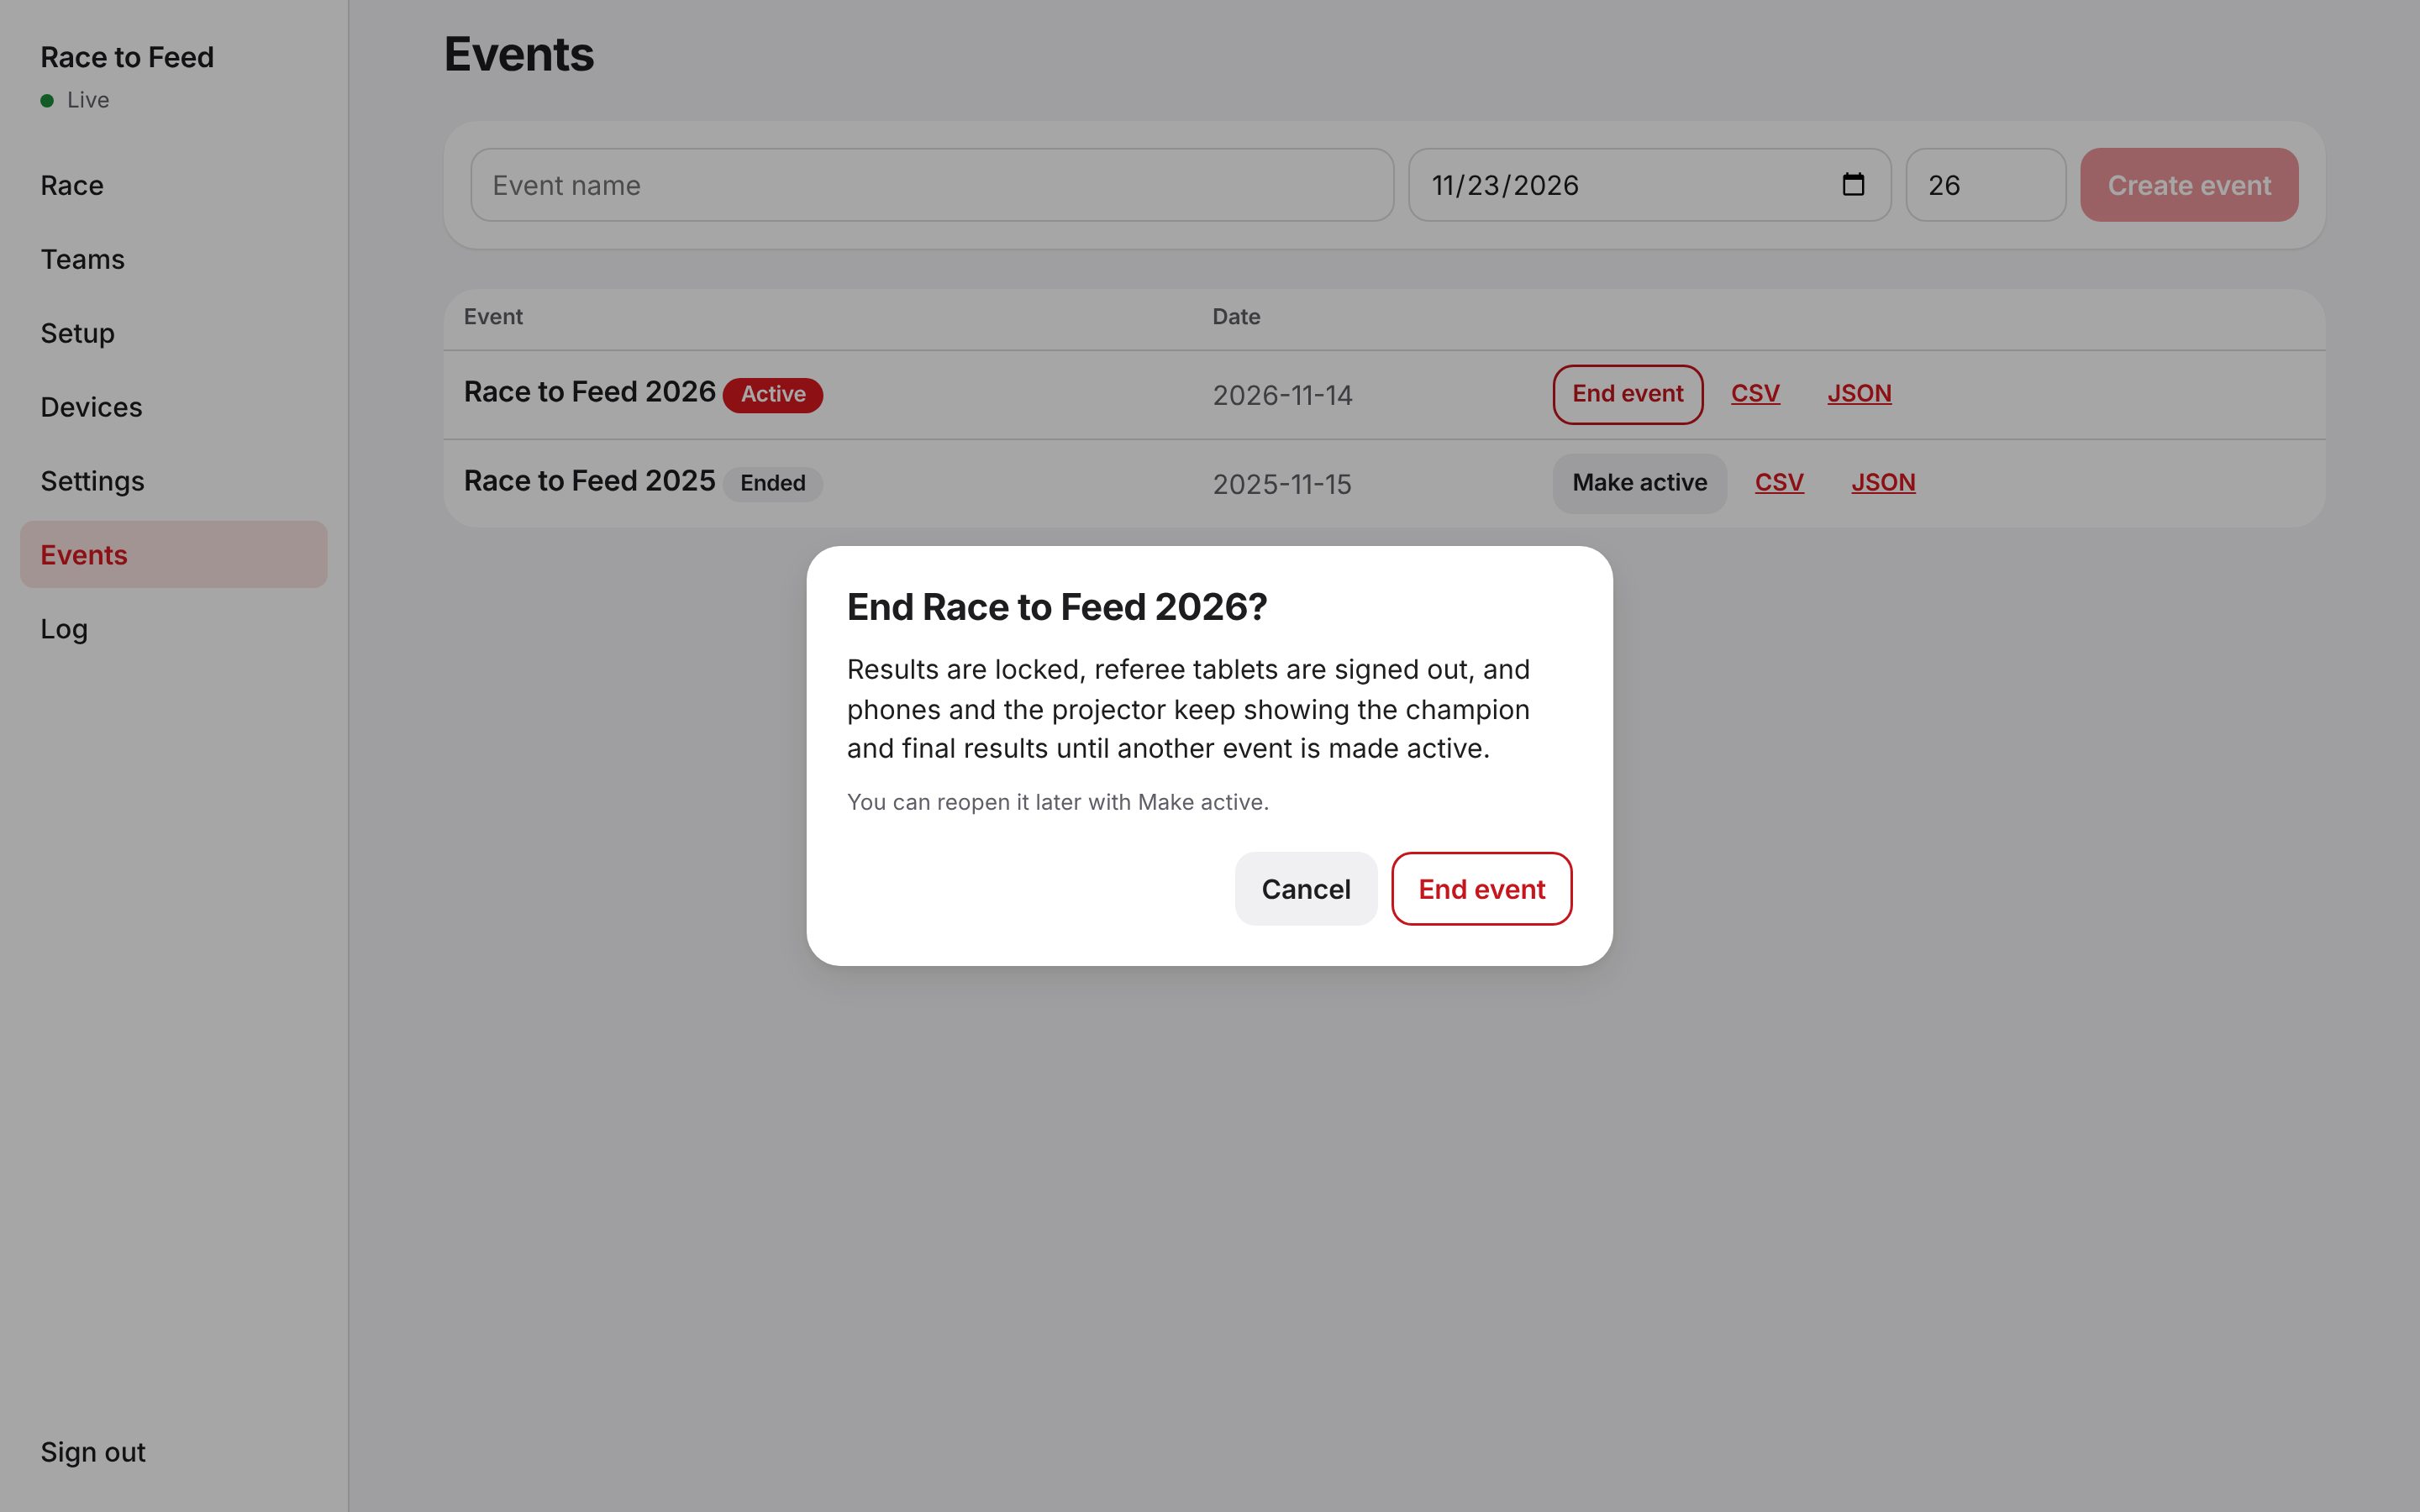 Race to Feed
Live
Race
Teams
Setup
Devices
Settings
Events
Log
Sign out
Events
Event name
11/23/2026
26
Create event
Event Date
Race to Feed 2026 Active 2026-11-14 End event CSV JSON
Race to Feed 2025 Ended 2025-11-15 Make active CSV JSON
End Race to Feed 2026?
Results are locked, referee tablets are signed out, and
phones and the projector keep showing the champion
and final results until another event is made active.
You can reopen it later with Make active.
Cancel End event